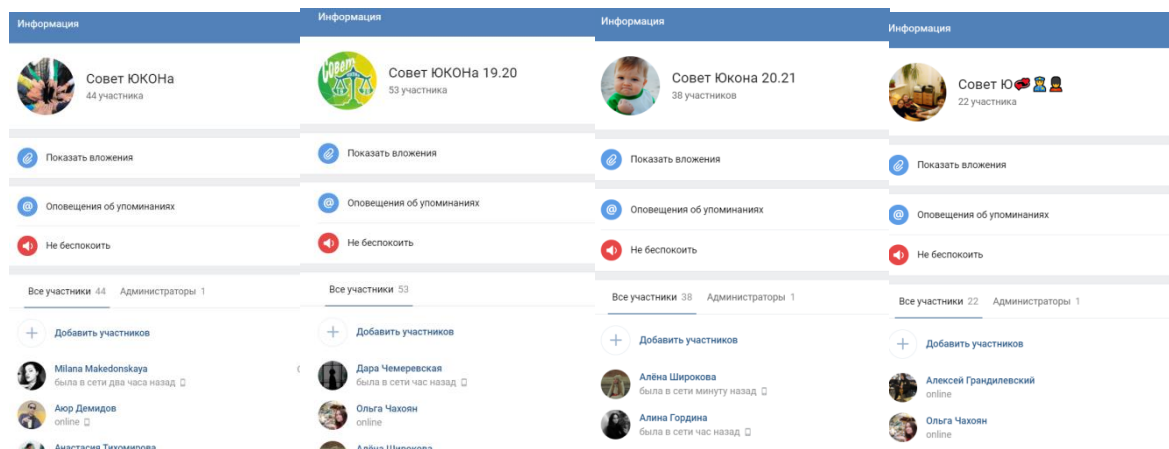 Информация
Совет ЮКОНа
44 участника
Показать вложения
Оповещения об упоминаниях
Не беспокоить
Все участники 44 Администраторы 1
Добавить участников
Milana Makedonskaya
была в сети два часа назад
Аюр Демидов
online
Анастасия Тихомирова
Информация
Совет
Совет ЮКОНа 19.20
53 участника
Показать вложения
Оповещения об упоминаниях
Не беспокоить
Все участники 53
Добавить участников
Дара Чемеревская
была в сети час назад
Ольга Чахоян
online
Алёна Широкова
Информация
Совет Юкона 20.21
38 участников
Показать вложения
Оповещения об упоминаниях
Не беспокоить
Все участники 38 Администраторы 1
Добавить участников
Алёна Широкова
была в сети минуту назад
Алина Гордина
была в сети час назад
Информация
Совет Ю
22 участника
Показать вложения
Оповещения об упоминаниях
Не беспокоить
Все участники 22 Администраторы 1
Добавить участников
Алексей Грандилевский
online
Ольга Чахоян
online